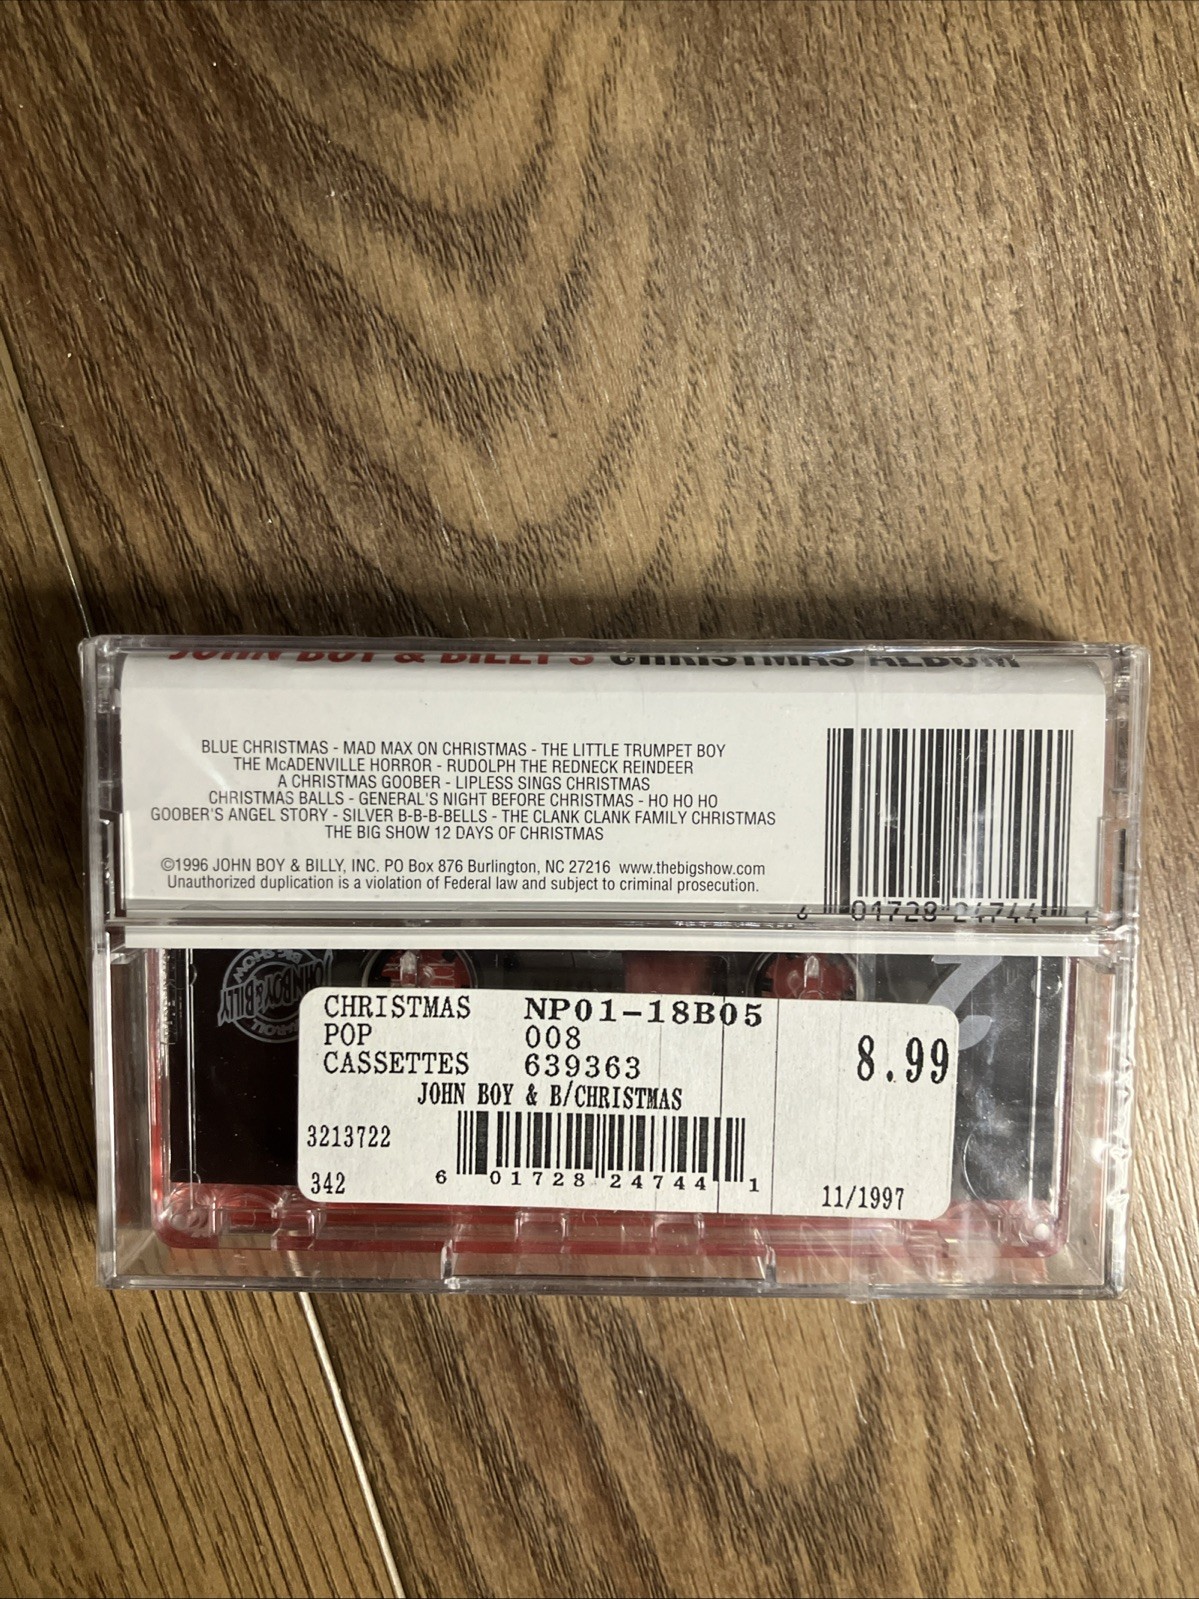 JOHN BOY & BILLY'S CHRISTMAS ALBUM
BLUE CHRISTMAS - MAD MAX ON CHRISTMAS - THE LITTLE TRUMPET BOY
THE McADENVILLE HORROR - RUDOLPH THE REDNECK REINDEER
A CHRISTMAS GOOBER - LIPLESS SINGS CHRISTMAS
CHRISTMAS BALLS - GENERAL'S NIGHT BEFORE CHRISTMAS - HO HO HO
GOOBER'S ANGEL STORY - SILVER B-B-B-BELLS - THE CLANK CLANK FAMILY CHRISTMAS
THE BIG SHOW 12 DAYS OF CHRISTMAS
©1996 JOHN BOY & BILLY, INC. PO Box 876 Burlington, NC 27216 www.thebigshow.com
Unauthorized duplication is a violation of Federal law and subject to criminal prosecution.
6 01728 24744 1
BIG SHOW
JOHNBOY & BILLY
2
CHRISTMAS NP01-18B05
POP 008
CASSETTES 639363
8.99
JOHN BOY & B/CHRISTMAS
3213722
342
6 01728 24744 1
11/1997